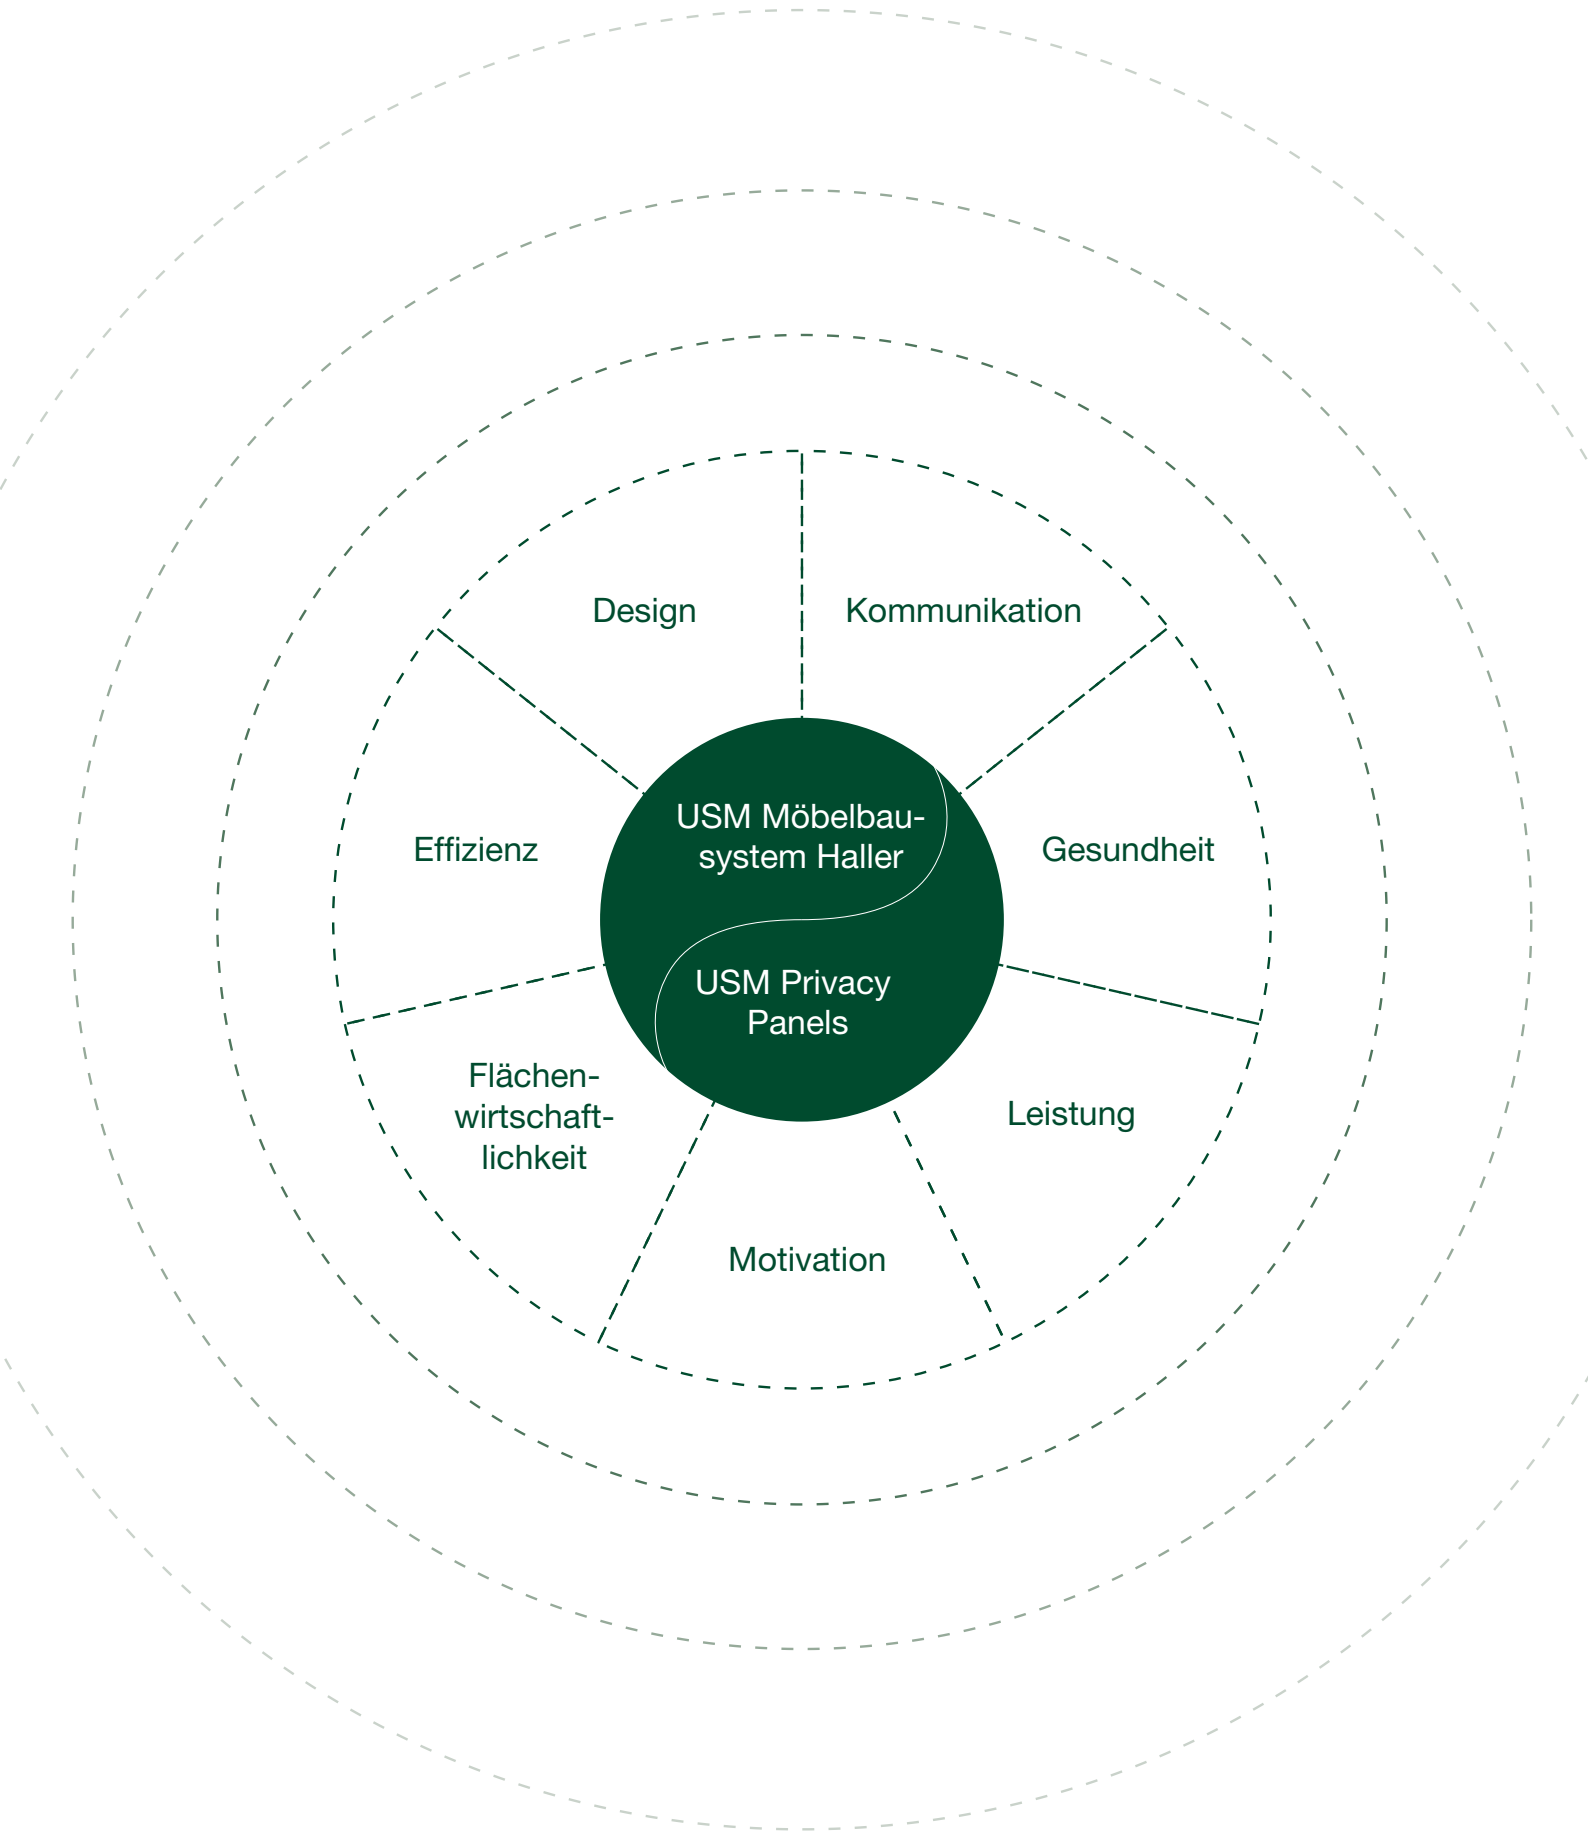 Design
Kommunikation
USM Möbelbau-
system Haller
Effizienz
Gesundheit
USM Privacy
Panels
Flächen-
wirtschaft-
lichkeit
Leistung
Motivation